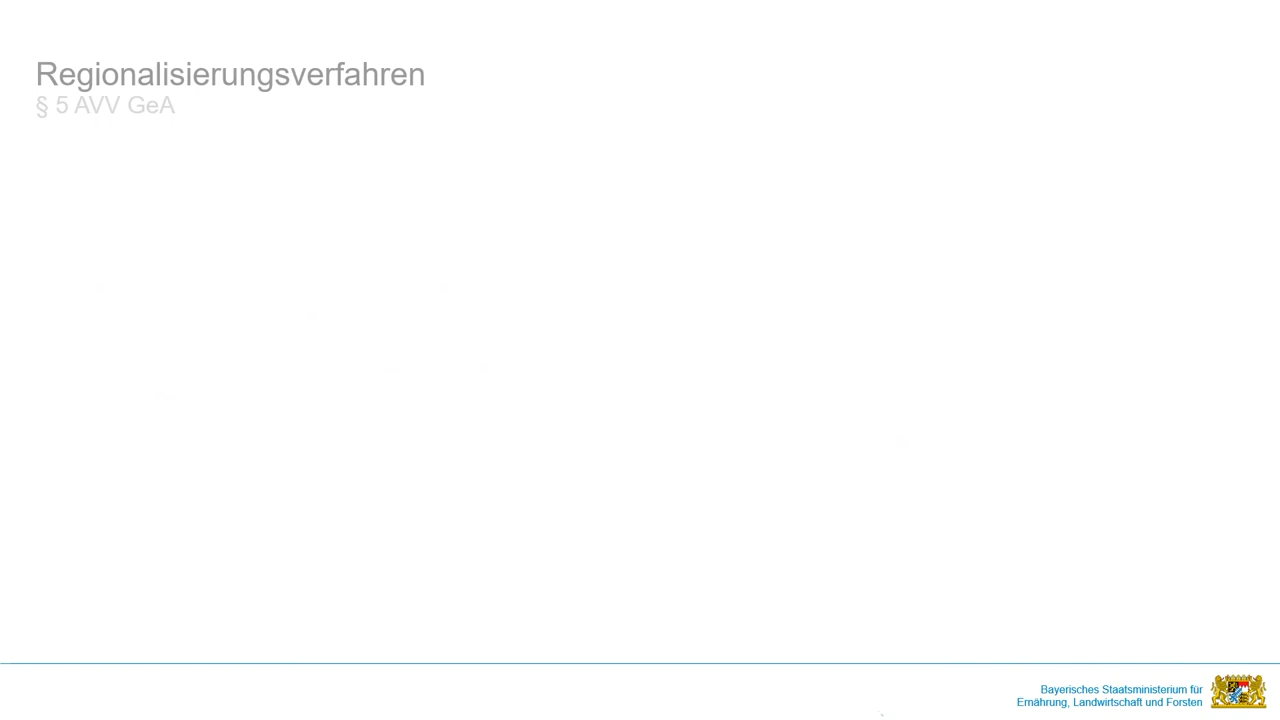 Regionalisierungsverfahren
§ 5 AVV GeA
Bayerisches Staatsministerium für
Ernährung, Landwirtschaft und Forsten